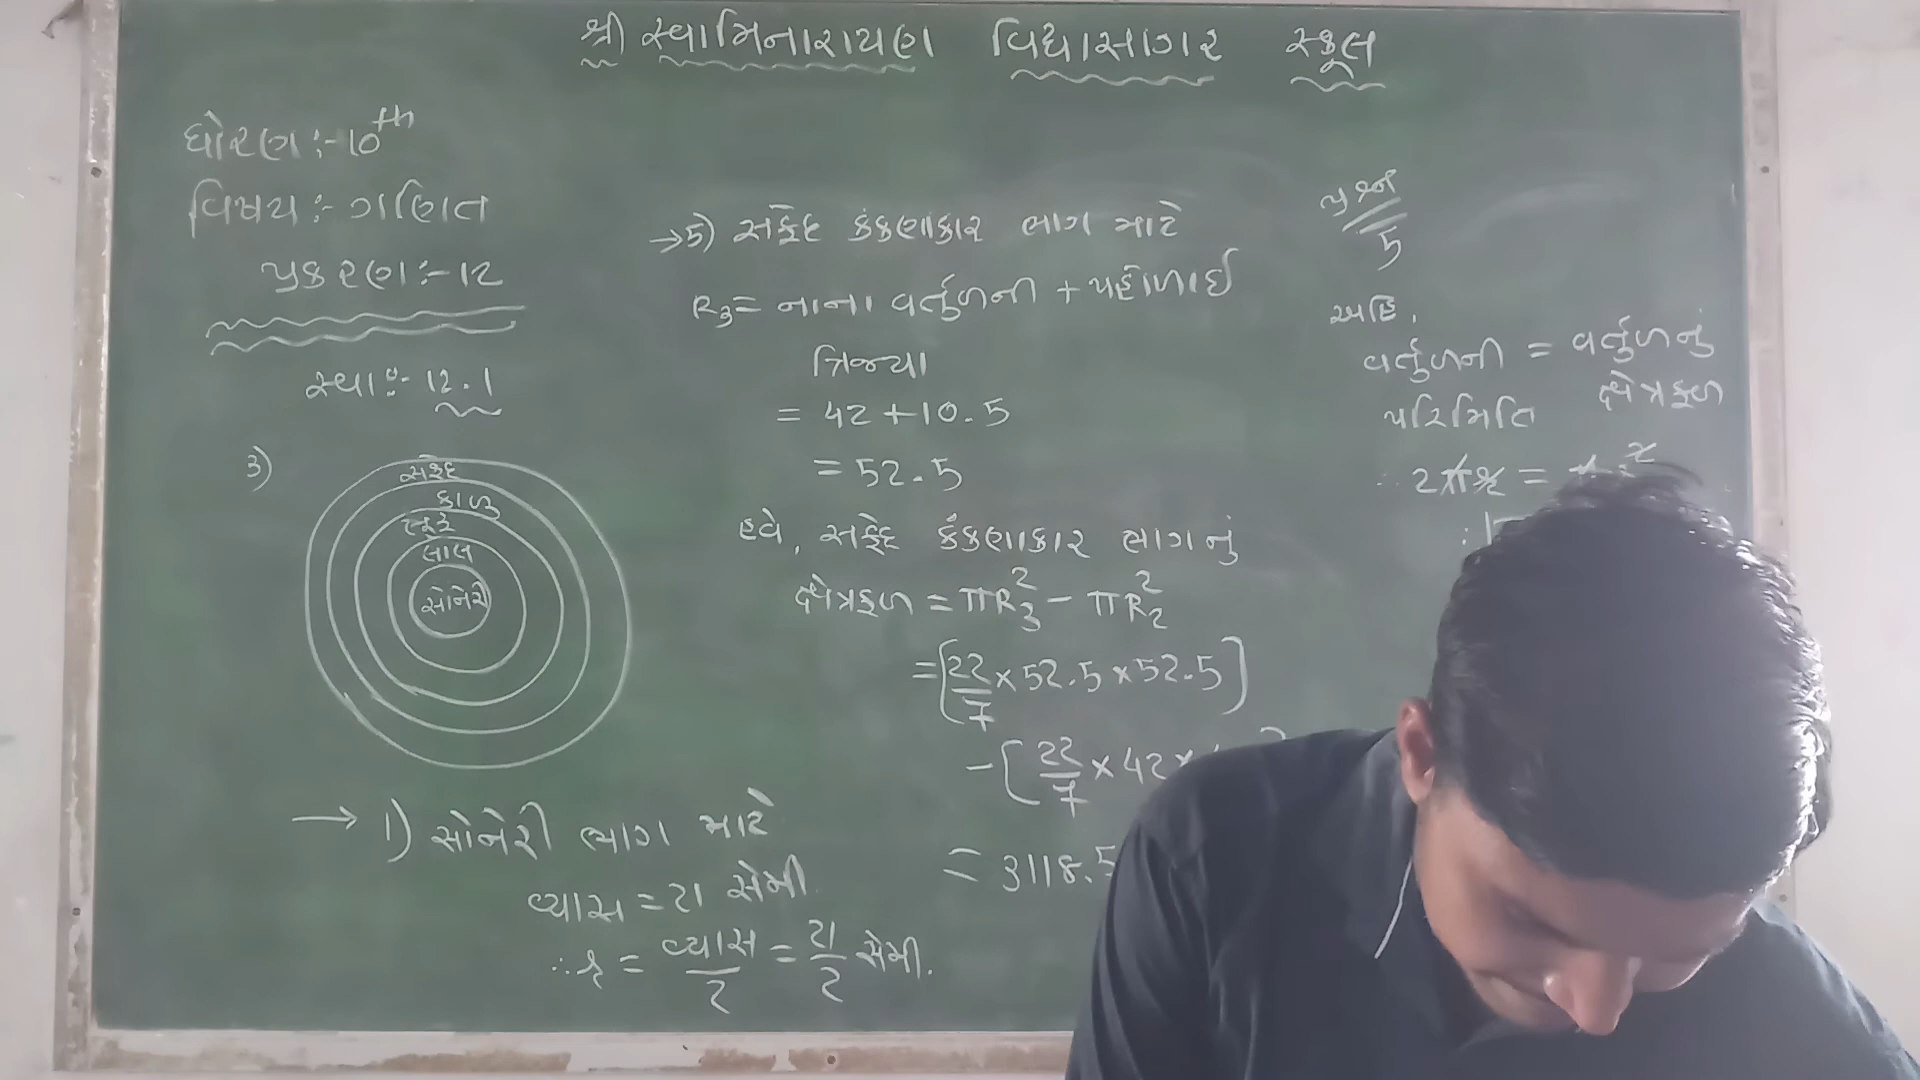 શ્રી સ્વામિનારાયણ વિદ્યાસાગર સ્કૂલ
ધોરણ :- 10th
વિષય :- ગણિત
પ્રકરણ :- 12
સ્વા :- 12.1
3)
સફેદ
કાળુ
ભૂરૂ
લાલ
સોનેરી
→ 1) સોનેરી ભાગ માટે
વ્યાસ = 21 સેમી
∴ r = વ્યાસ/2 = 21/2 સેમી.
→ 5) સફેદ કંકણાકાર ભાગ માટે
R3 = નાના વર્તુળની + પહોળાઈ
ત્રિજ્યા
= 42 + 10.5
= 52.5
હવે, સફેદ કંકણાકાર ભાગનું
ક્ષેત્રફળ = πR3² - πR2²
= [22/7 × 52.5 × 52.5]
- [22/7 × 42 ×
= 3118.5
પ્રશ્ન
5
અહિ,
વર્તુળની = વર્તુળનું
પરિમિતિ ક્ષેત્રફળ
∴ 2πr =